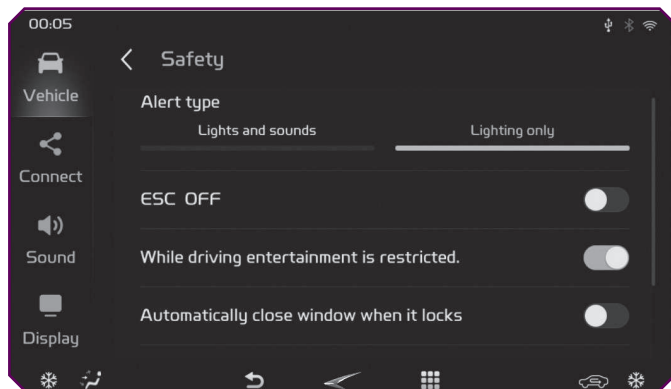 00:05
Safety
Vehicle
Alert type
Lights and sounds
Lighting only
Connect
ESC OFF
Sound
While driving entertainment is restricted.
Display
Automatically close window when it locks